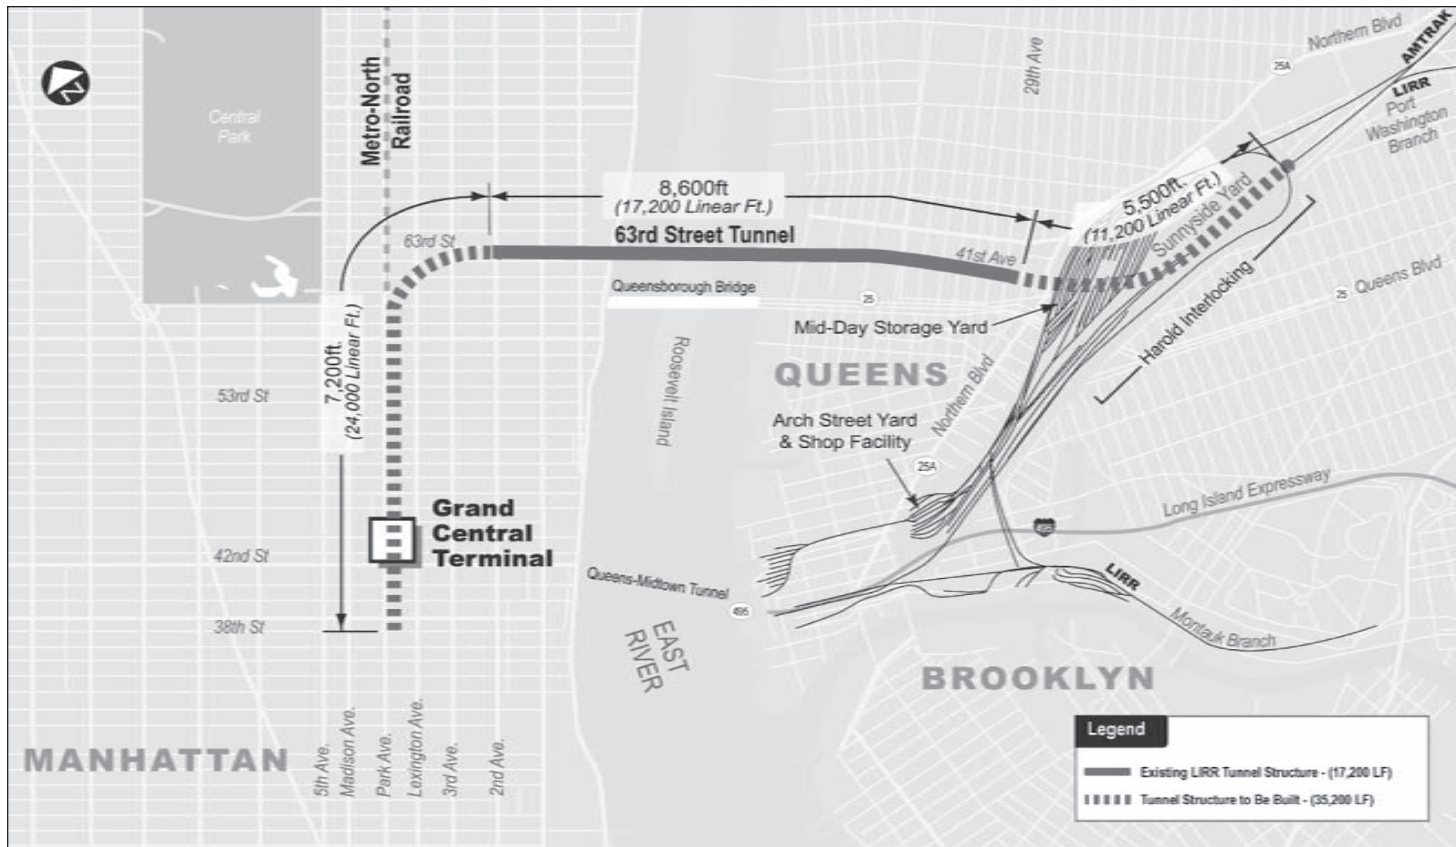 Central
Park
Metro-North
Railroad
29th Ave
Northern Blvd
25A
AMTRAK
LIRR
Port
Washington
Branch
8,600ft
(17,200 Linear Ft.)
5,500ft.
(11,200 Linear Ft.)
Sunnyside Yard
63rd St
63rd Street Tunnel
41st Ave
Queensborough Bridge
25
25
Queens Blvd
Mid-Day Storage Yard
Harold Interlocking
7,200ft.
(24,000 Linear Ft.)
53rd St
Roosevelt Island
QUEENS
Northern Blvd
Arch Street Yard
& Shop Facility
25A
Long Island Expressway
495
Grand
Central
Terminal
42nd St
Queens-Midtown Tunnel
495
LIRR
Montauk Branch
38th St
EAST
RIVER
BROOKLYN
MANHATTAN
5th Ave.
Madison Ave.
Park Ave.
Lexington Ave.
3rd Ave.
2nd Ave.
Legend
Existing LIRR Tunnel Structure - (17,200 LF)
Tunnel Structure to Be Built - (35,200 LF)
N